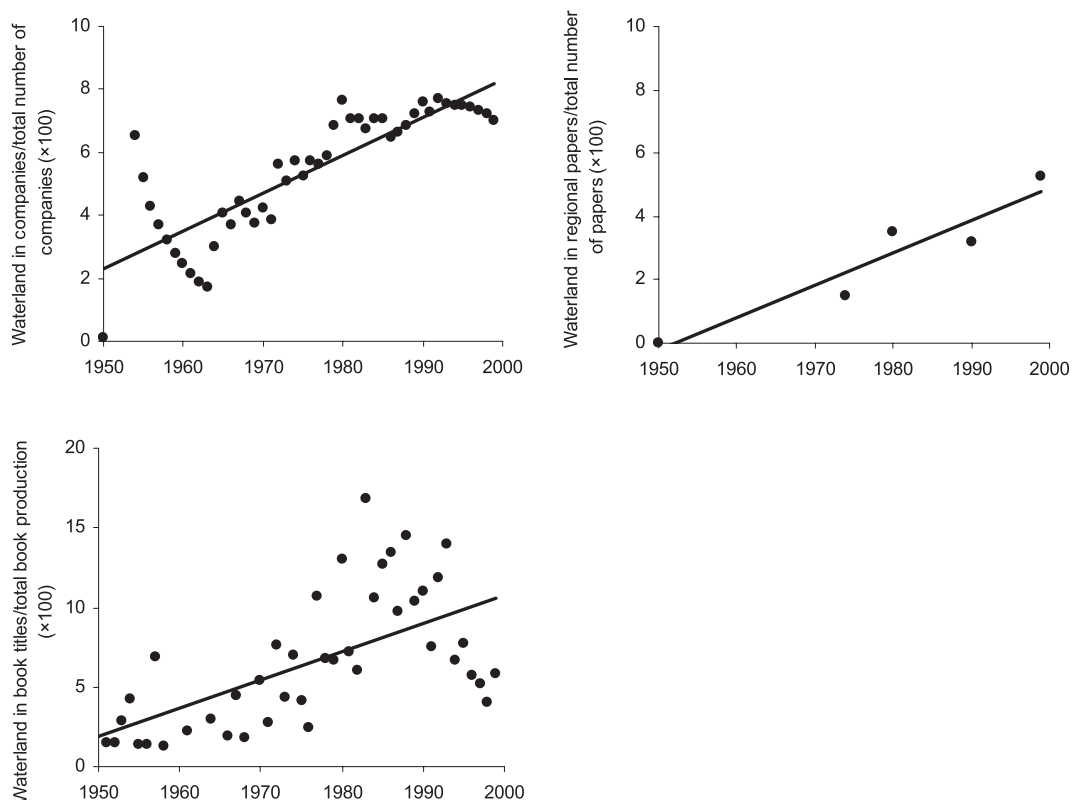 Waterland in companies/total number of
companies (×100)
10
8
6
4
2
0
1950 1960 1970 1980 1990 2000
Waterland in regional papers/total number
of papers (×100)
10
8
6
4
2
0
1950 1960 1970 1980 1990 2000
Waterland in book titles/total book production
(×100)
20
15
10
5
0
1950 1960 1970 1980 1990 2000